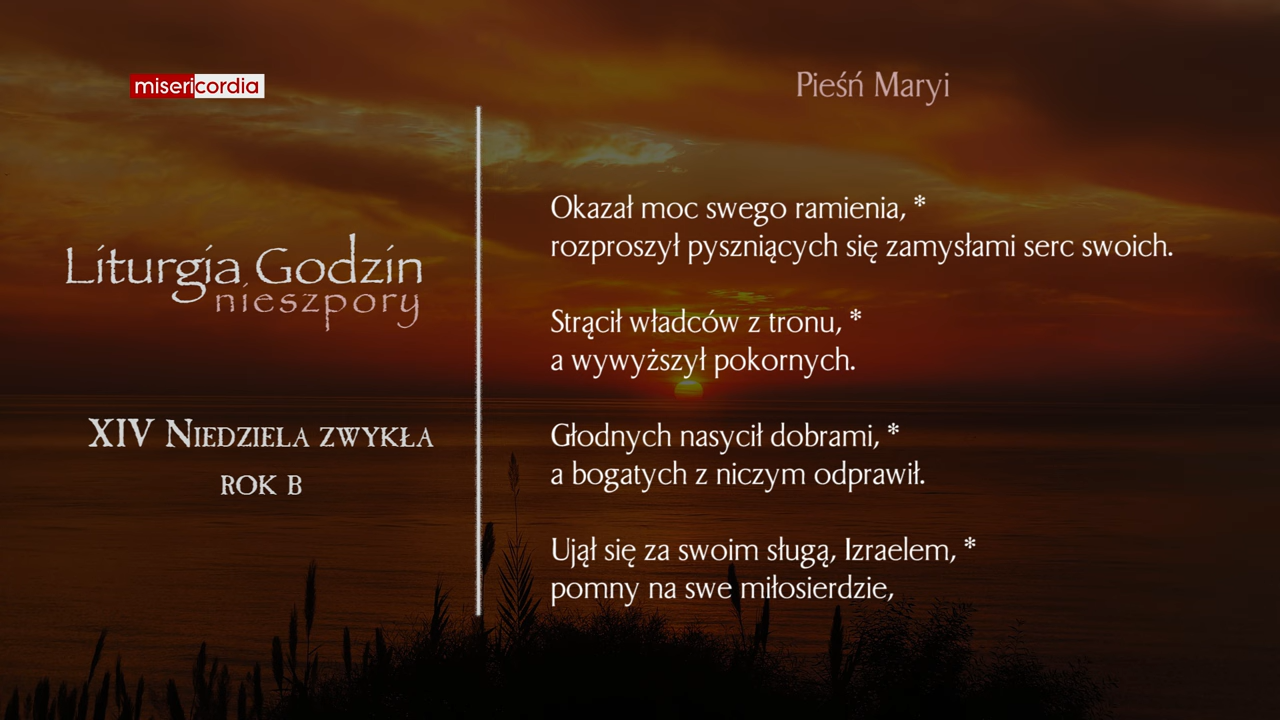 misericordia
Liturgia Godzin
nieszpory
XIV Niedziela zwykła
rok B
Pieśń Maryi
Okazał moc swego ramienia, *
rozproszył pyszniących się zamysłami serc swoich.
Strącił władców z tronu, *
a wywyższył pokornych.
Głodnych nasycił dobrami, *
a bogatych z niczym odprawił.
Ujął się za swoim sługą, Izraelem, *
pomny na swe miłosierdzie,